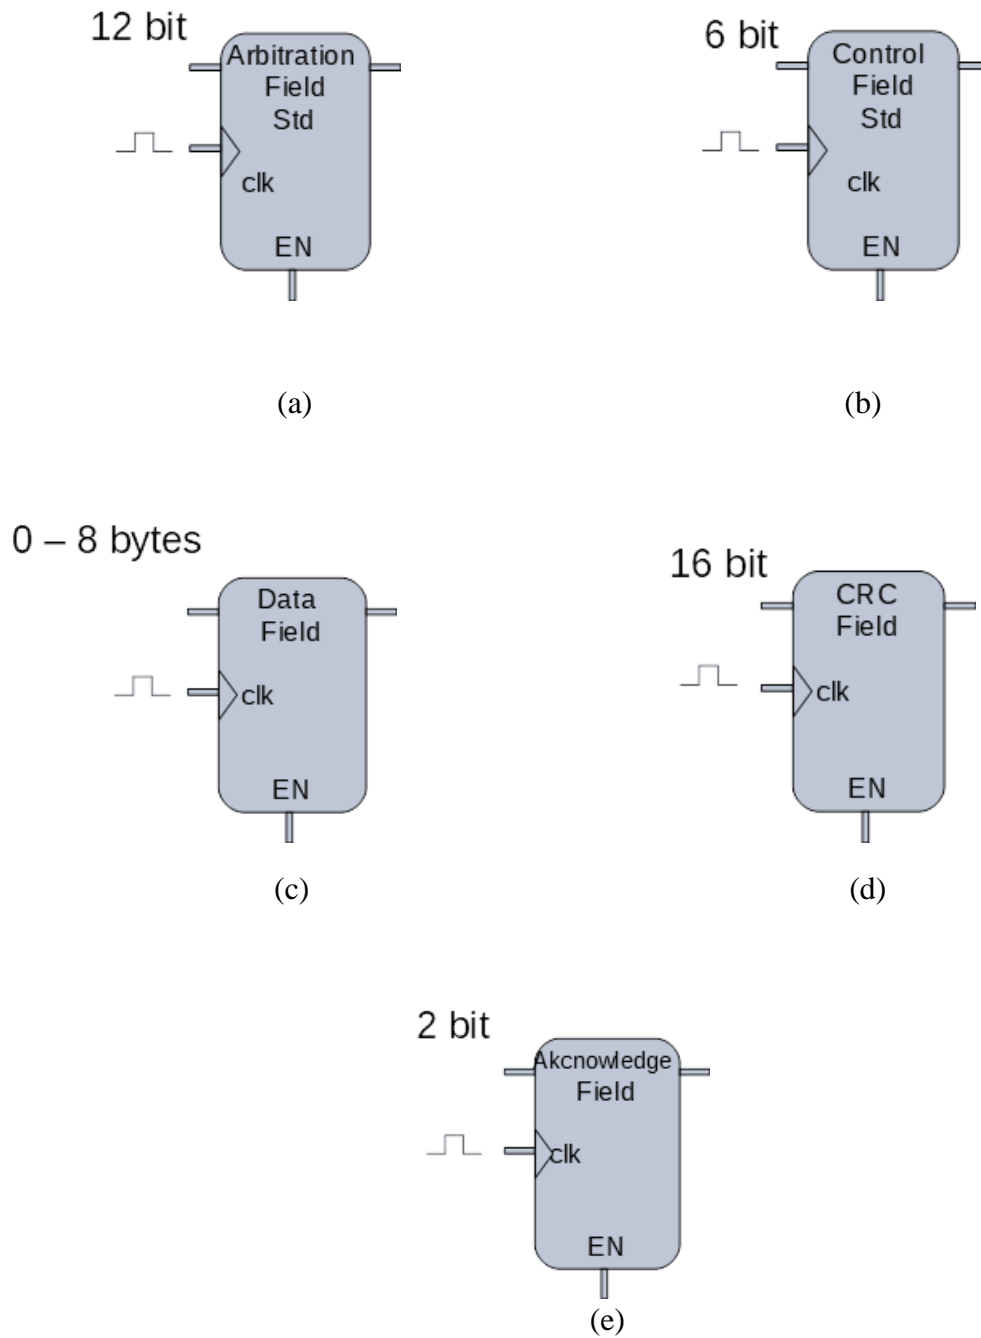 12 bit
Arbitration
Field
Std
clk
EN
(a)
6 bit
Control
Field
Std
clk
EN
(b)
0 – 8 bytes
Data
Field
clk
EN
(c)
16 bit
CRC
Field
clk
EN
(d)
2 bit
Akcnowledge
Field
clk
EN
(e)